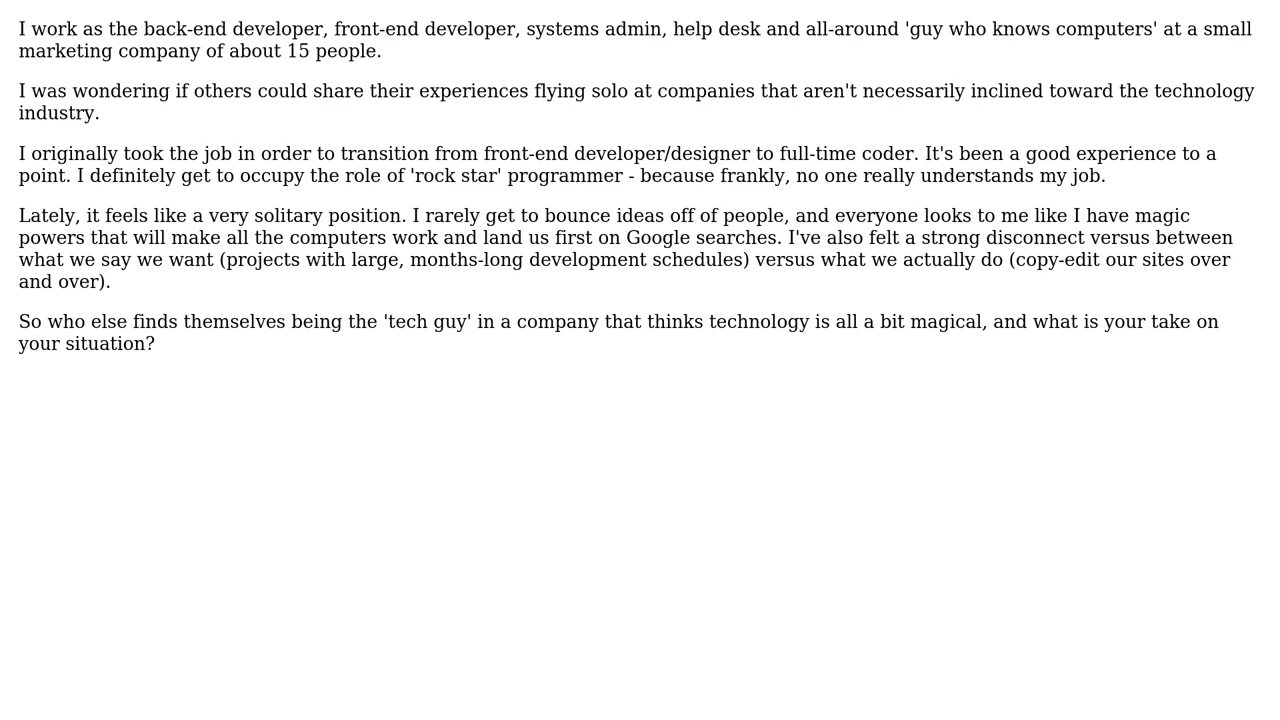 I work as the back-end developer, front-end developer, systems admin, help desk and all-around 'guy who knows computers' at a small
marketing company of about 15 people.
I was wondering if others could share their experiences flying solo at companies that aren't necessarily inclined toward the technology
industry.
I originally took the job in order to transition from front-end developer/designer to full-time coder. It's been a good experience to a
point. I definitely get to occupy the role of 'rock star' programmer - because frankly, no one really understands my job.
Lately, it feels like a very solitary position. I rarely get to bounce ideas off of people, and everyone looks to me like I have magic
powers that will make all the computers work and land us first on Google searches. I've also felt a strong disconnect versus between
what we say we want (projects with large, months-long development schedules) versus what we actually do (copy-edit our sites over
and over).
So who else finds themselves being the 'tech guy' in a company that thinks technology is all a bit magical, and what is your take on
your situation?